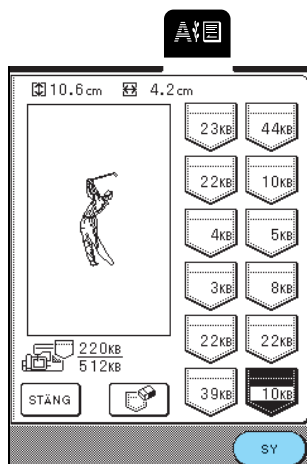 A
10.6cm 4.2cm
23KB 44KB
22KB 10KB
4KB 5KB
3KB 8KB
22KB 22KB
39KB 10KB
220KB
512KB
STÄNG
SY